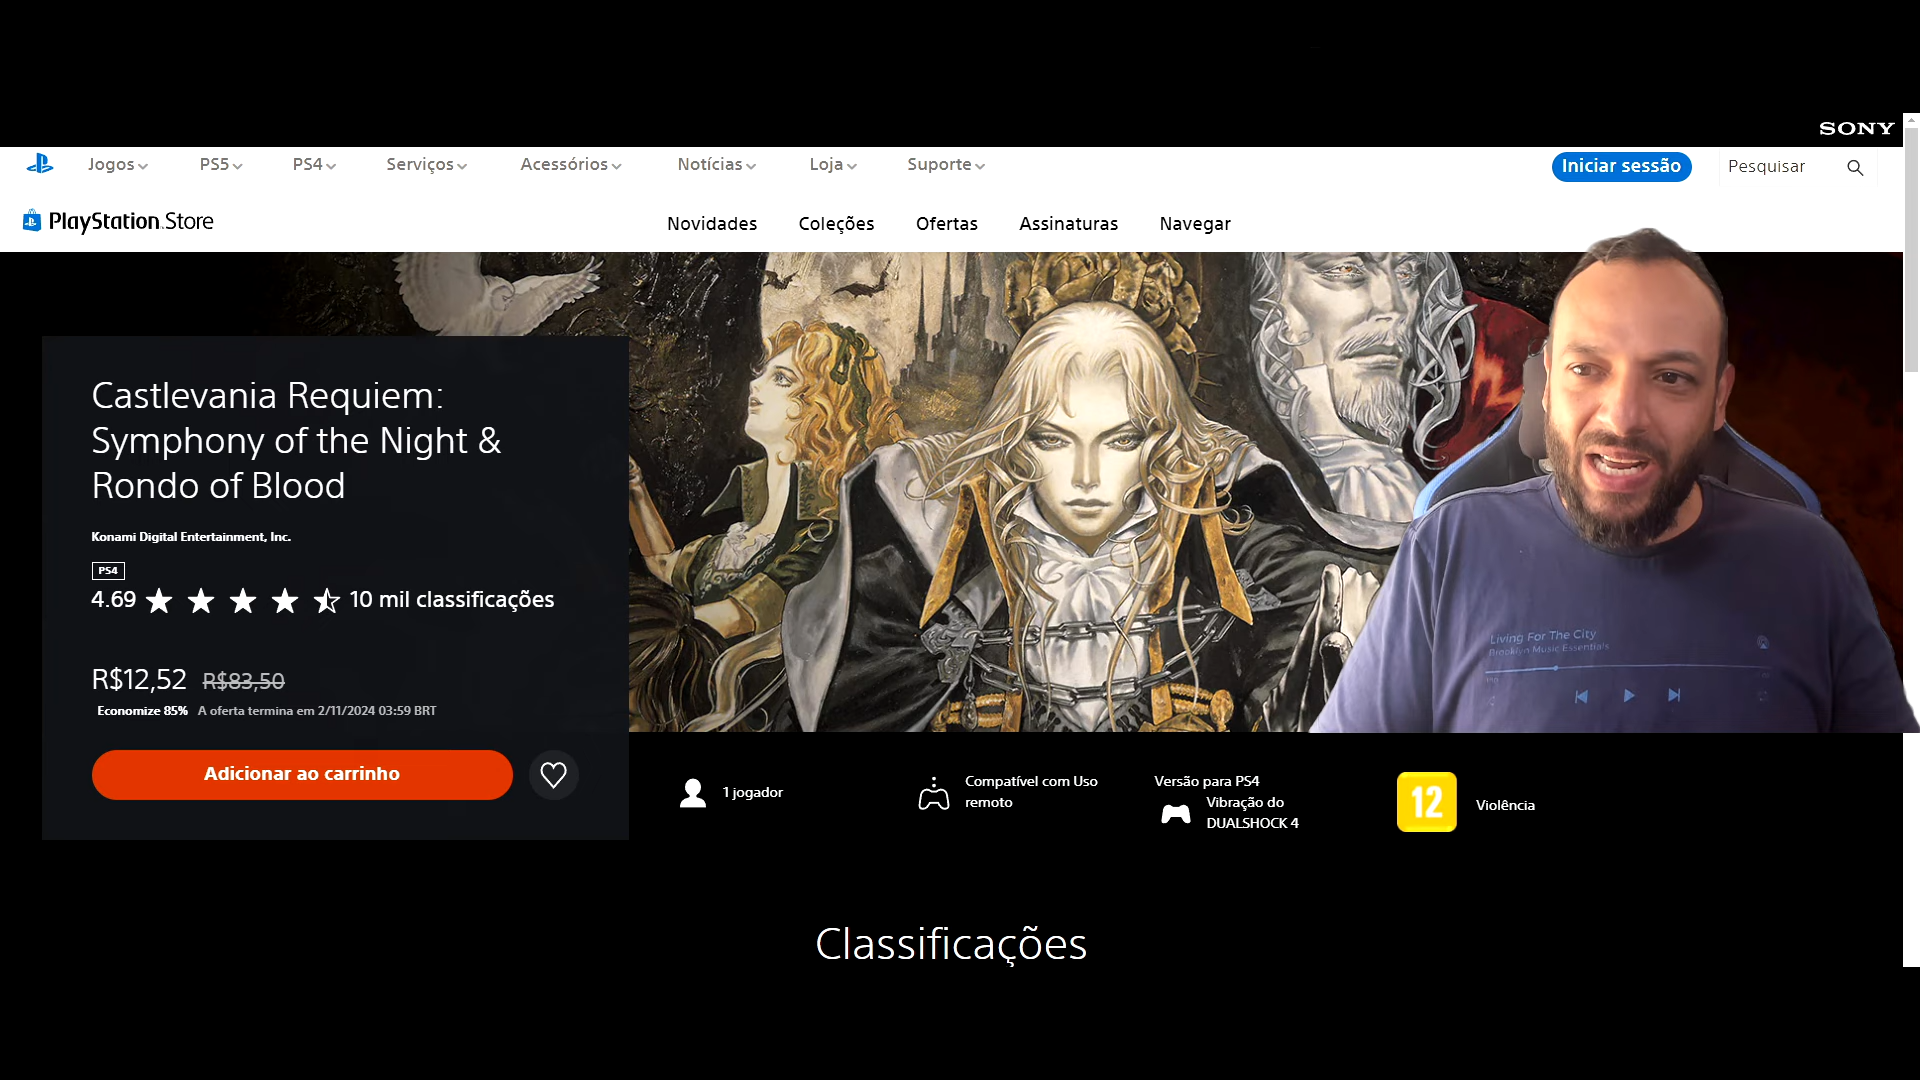 SONY
Jogos
PS5
PS4
Serviços
Acessórios
Notícias
Loja
Suporte
Iniciar sessão
Pesquisar
PlayStation Store
Novidades
Coleções
Ofertas
Assinaturas
Navegar
Castlevania Requiem:
Symphony of the Night &
Rondo of Blood
Konami Digital Entertainment, Inc.
PS4
4.69
10 mil classificações
R$12,52 R$83,50
Economize 85% A oferta termina em 2/11/2024 03:59 BRT
Adicionar ao carrinho
1 jogador
Compatível com Uso
remoto
Versão para PS4
Vibração do
DUALSHOCK 4
12
Violência
Living For The City
Brooklyn Music Essentials
Classificações